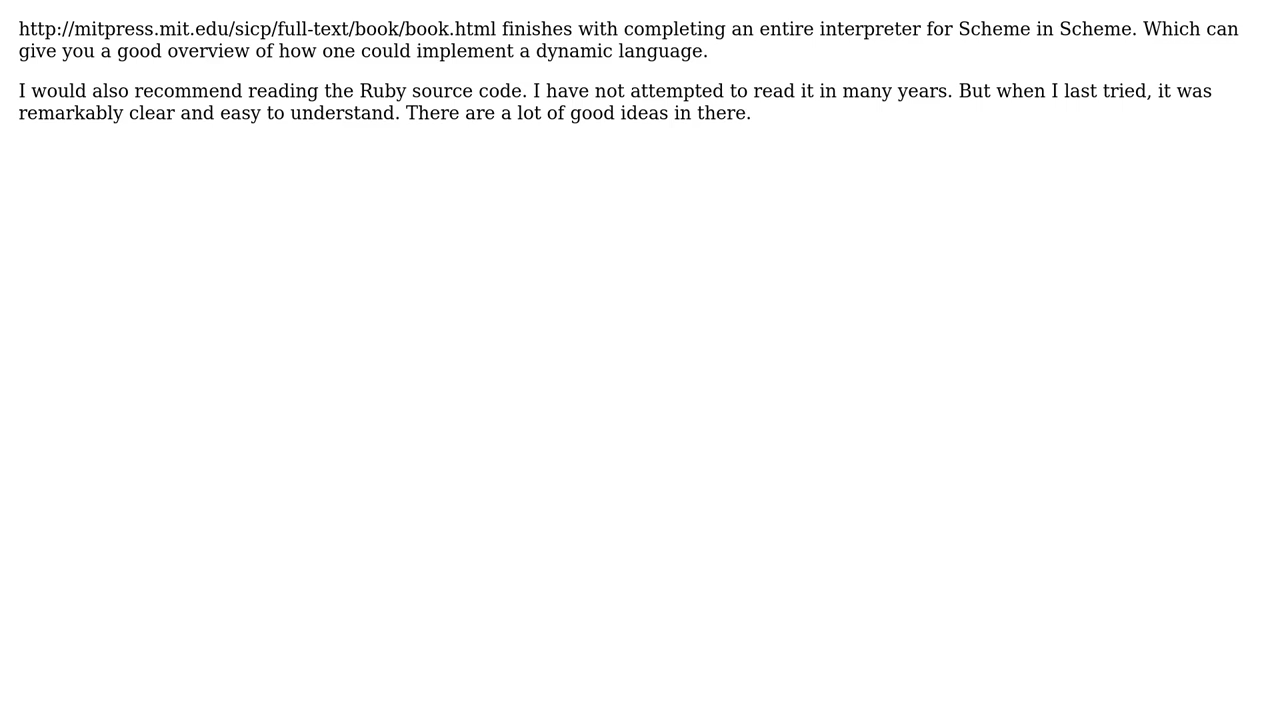 http://mitpress.mit.edu/sicp/full-text/book/book.html finishes with completing an entire interpreter for Scheme in Scheme. Which can
give you a good overview of how one could implement a dynamic language.
I would also recommend reading the Ruby source code. I have not attempted to read it in many years. But when I last tried, it was
remarkably clear and easy to understand. There are a lot of good ideas in there.